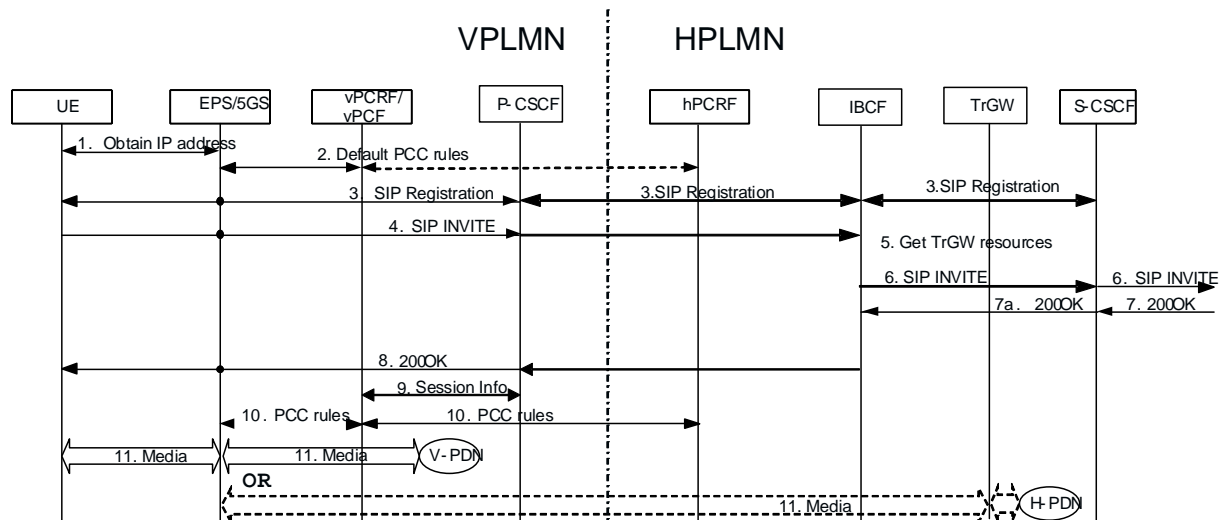 VPLMN HPLMN
UE EPS/5GS vPCRF/ P-CSCF hPCRF IBCF TrGW S-CSCF
vPCF
1. Obtain IP address
2. Default PCC rules
3. SIP Registration 3.SIP Registration 3.SIP Registration
4. SIP INVITE
5. Get TrGW resources
6. SIP INVITE 6. SIP INVITE
7a. 200OK 7. 200OK
8. 200OK
9. Session Info
10. PCC rules 10. PCC rules
11. Media 11. Media V-PDN
OR
11. Media H-PDN